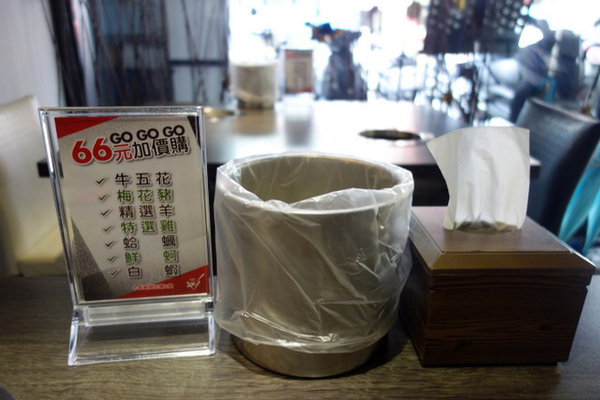 GO GO GO
66元加價購
✓ 牛五花
✓ 梅花豬
✓ 精選羊
✓ 特選雞
✓ 蛤蠣
✓ 鮮蚵
✓ 白蝦